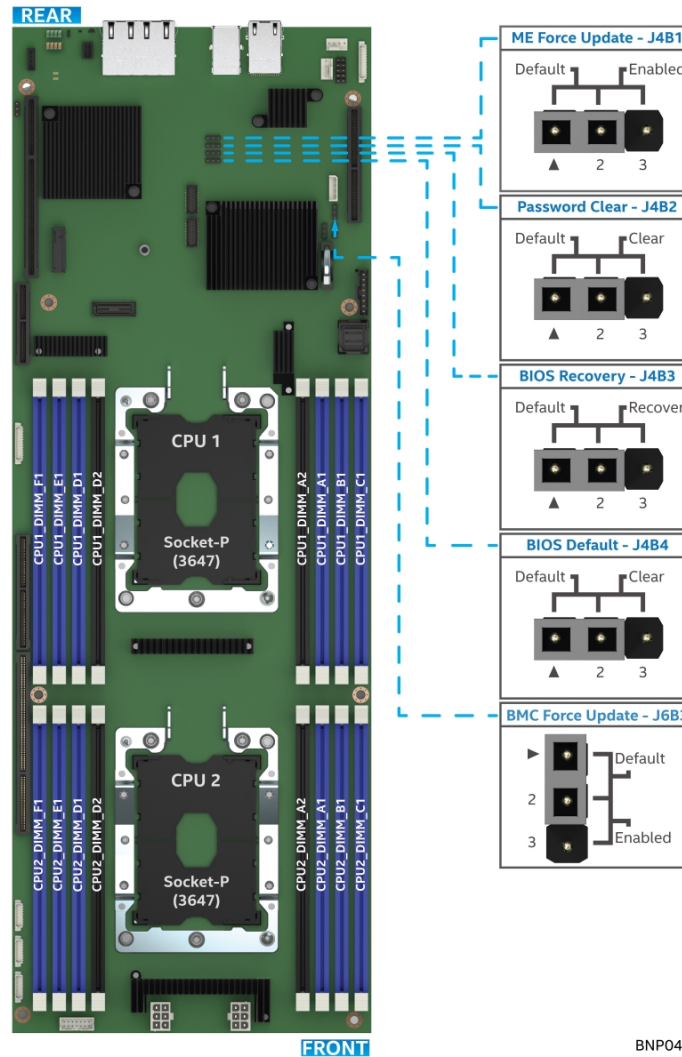 REAR
ME Force Update - J4B1
Default Enabled
▲ 2 3
Password Clear - J4B2
Default Clear
▲ 2 3
BIOS Recovery - J4B3
Default Recover
▲ 2 3
BIOS Default - J4B4
Default Clear
▲ 2 3
BMC Force Update - J6B3
▶ Default
2
3 Enabled
CPU 1
Socket-P
(3647)
CPU1_DIMM_F1
CPU1_DIMM_E1
CPU1_DIMM_D1
CPU1_DIMM_D2
CPU1_DIMM_A2
CPU1_DIMM_A1
CPU1_DIMM_B1
CPU1_DIMM_C1
CPU 2
Socket-P
(3647)
CPU2_DIMM_F1
CPU2_DIMM_E1
CPU2_DIMM_D1
CPU2_DIMM_D2
CPU2_DIMM_A2
CPU2_DIMM_A1
CPU2_DIMM_B1
CPU2_DIMM_C1
FRONT
BNP04